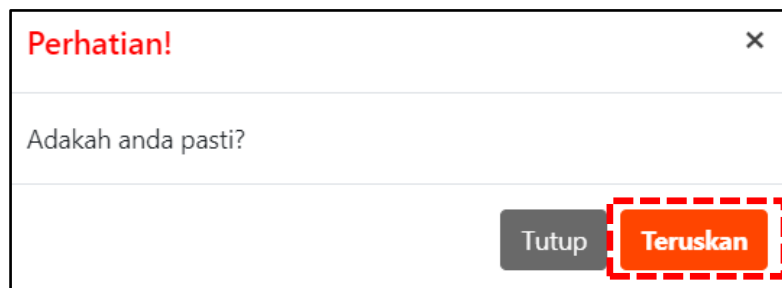 Perhatian!
×
Adakah anda pasti?
Tutup
Teruskan